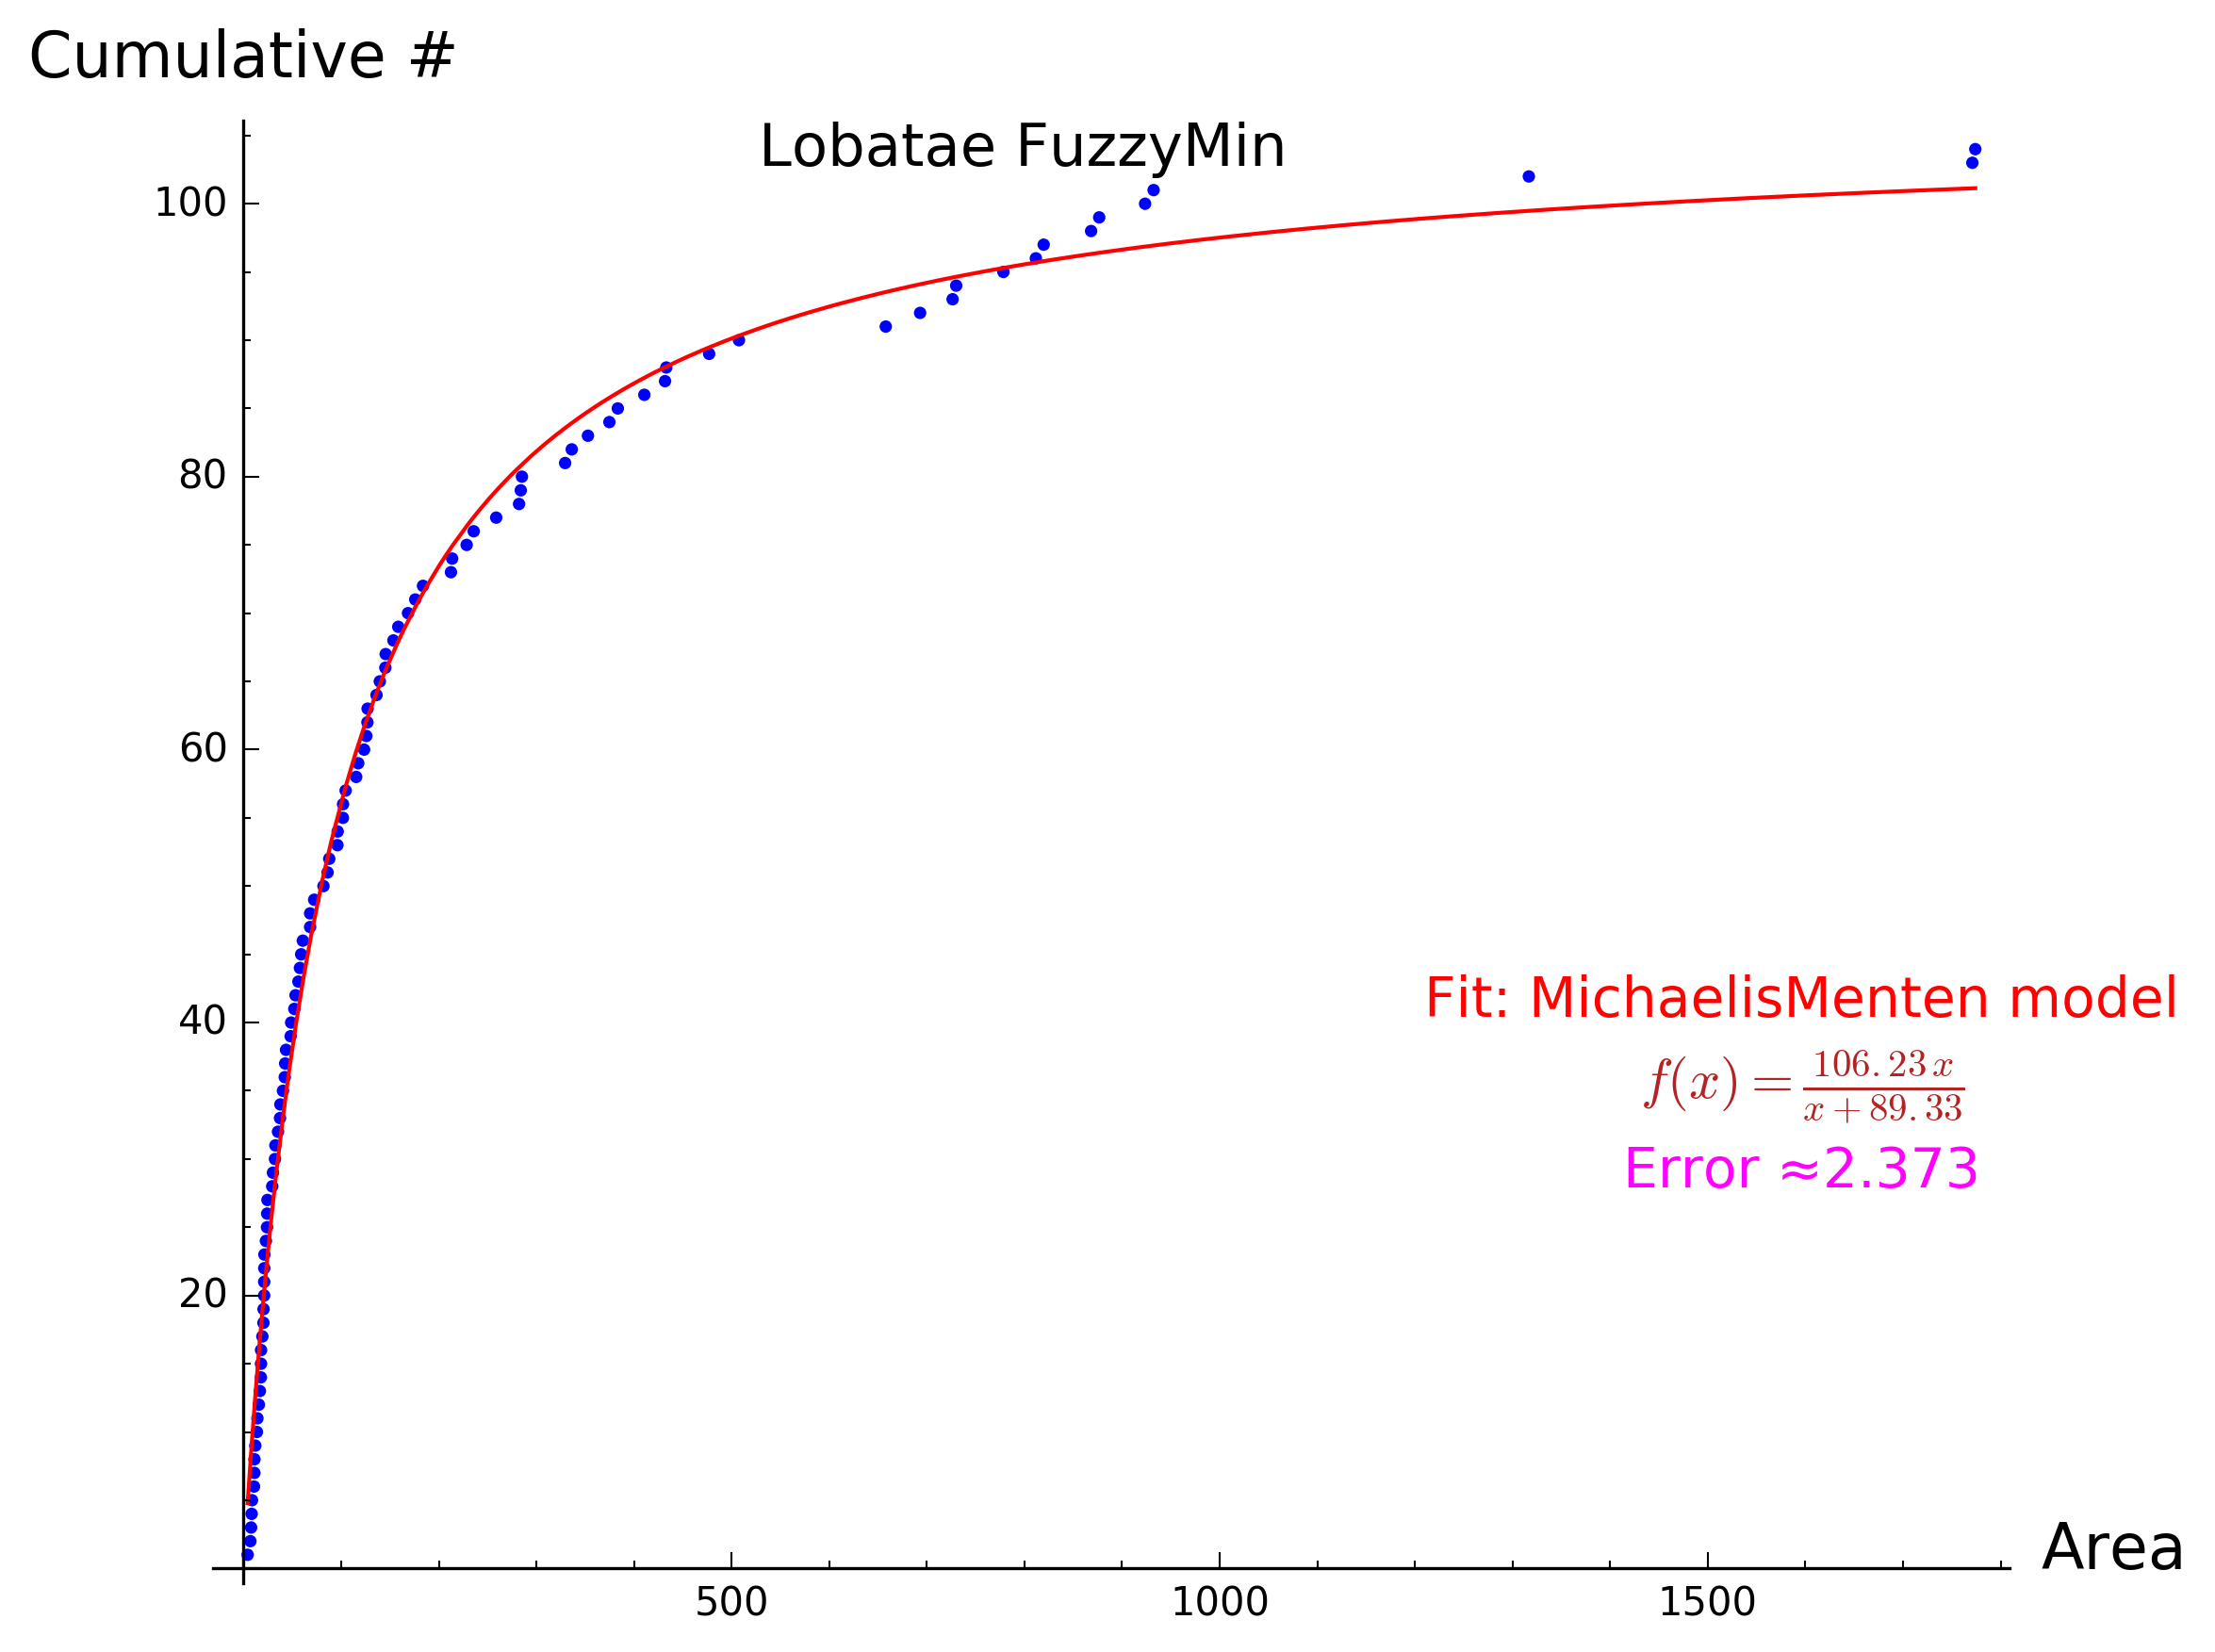 Cumulative #
Lobatae FuzzyMin
100
80
60
40
20
Fit: MichaelisMenten model
f(x) = 106.23 x / x + 89.33
Error ≈2.373
Area
500 1000 1500